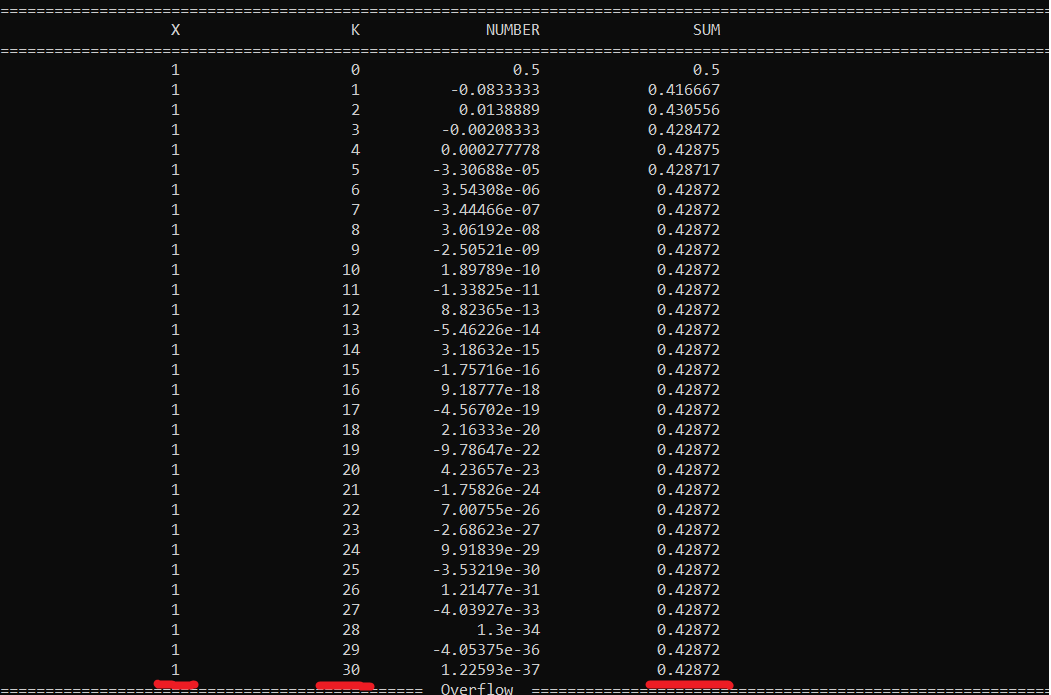 X K NUMBER SUM
1 0 0.5 0.5
1 1 -0.0833333 0.416667
1 2 0.0138889 0.430556
1 3 -0.00208333 0.428472
1 4 0.000277778 0.42875
1 5 -3.30688e-05 0.428717
1 6 3.54308e-06 0.42872
1 7 -3.44466e-07 0.42872
1 8 3.06192e-08 0.42872
1 9 -2.50521e-09 0.42872
1 10 1.89789e-10 0.42872
1 11 -1.33825e-11 0.42872
1 12 8.82365e-13 0.42872
1 13 -5.46226e-14 0.42872
1 14 3.18632e-15 0.42872
1 15 -1.75716e-16 0.42872
1 16 9.18777e-18 0.42872
1 17 -4.56702e-19 0.42872
1 18 2.16333e-20 0.42872
1 19 -9.78647e-22 0.42872
1 20 4.23657e-23 0.42872
1 21 -1.75826e-24 0.42872
1 22 7.00755e-26 0.42872
1 23 -2.68623e-27 0.42872
1 24 9.91839e-29 0.42872
1 25 -3.53219e-30 0.42872
1 26 1.21477e-31 0.42872
1 27 -4.03927e-33 0.42872
1 28 1.3e-34 0.42872
1 29 -4.05375e-36 0.42872
1 30 1.22593e-37 0.42872
Overflow